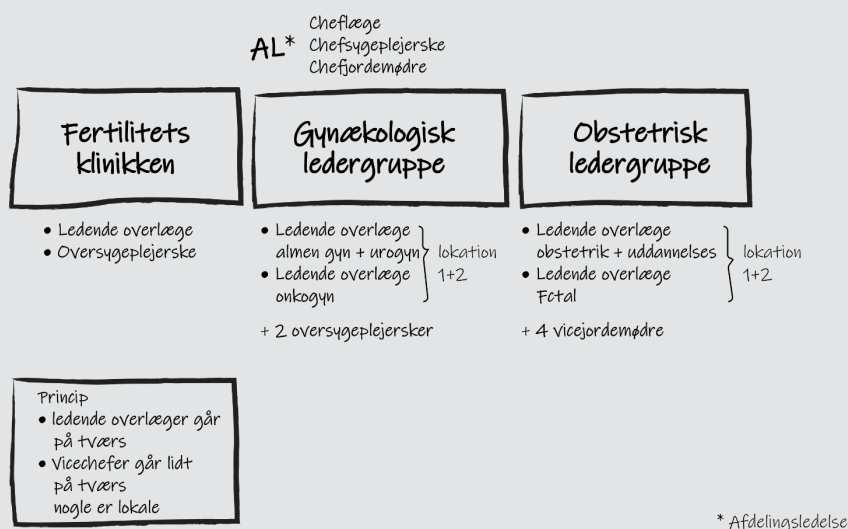 Cheflæge
AL* Chefsygeplejerske
Chefjordemødre
Fertilitets
klinikken
• Ledende overlæge
• Oversygeplejerske
Gynækologisk
ledergruppe
• Ledende overlæge
almen gyn + urogyn
• Ledende overlæge
onkogyn
lokation
1+2
+ 2 oversygeplejersker
Obstetrisk
ledergruppe
• Ledende overlæge
obstetrik + uddannelses
• Ledende overlæge
Føtal
lokation
1+2
+ 4 vicejordemødre
Princip
• ledende overlæger går
på tværs
• Vicechefer går lidt
på tværs
nogle er lokale
* Afdelingsledelse